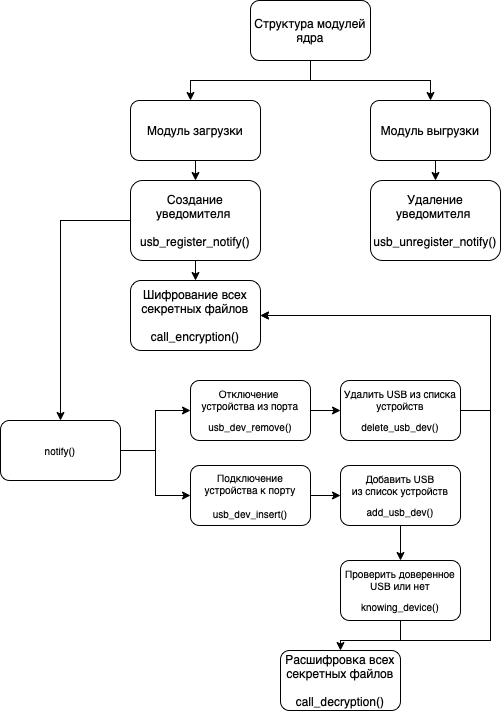 Структура модулей
ядра
Модуль загрузки
Модуль выгрузки
Создание
уведомителя
usb_register_notify()
Удаление
уведомителя
usb_unregister_notify()
Шифрование всех
секретных файлов
call_encryption()
Отключение
устройства из порта
usb_dev_remove()
Удалить USB из списка
устройств
delete_usb_dev()
notify()
Подключение
устройства к порту
usb_dev_insert()
Добавить USB
из список устройств
add_usb_dev()
Проверить доверенное
USB или нет
knowing_device()
Расшифровка всех
секретных файлов
call_decryption()